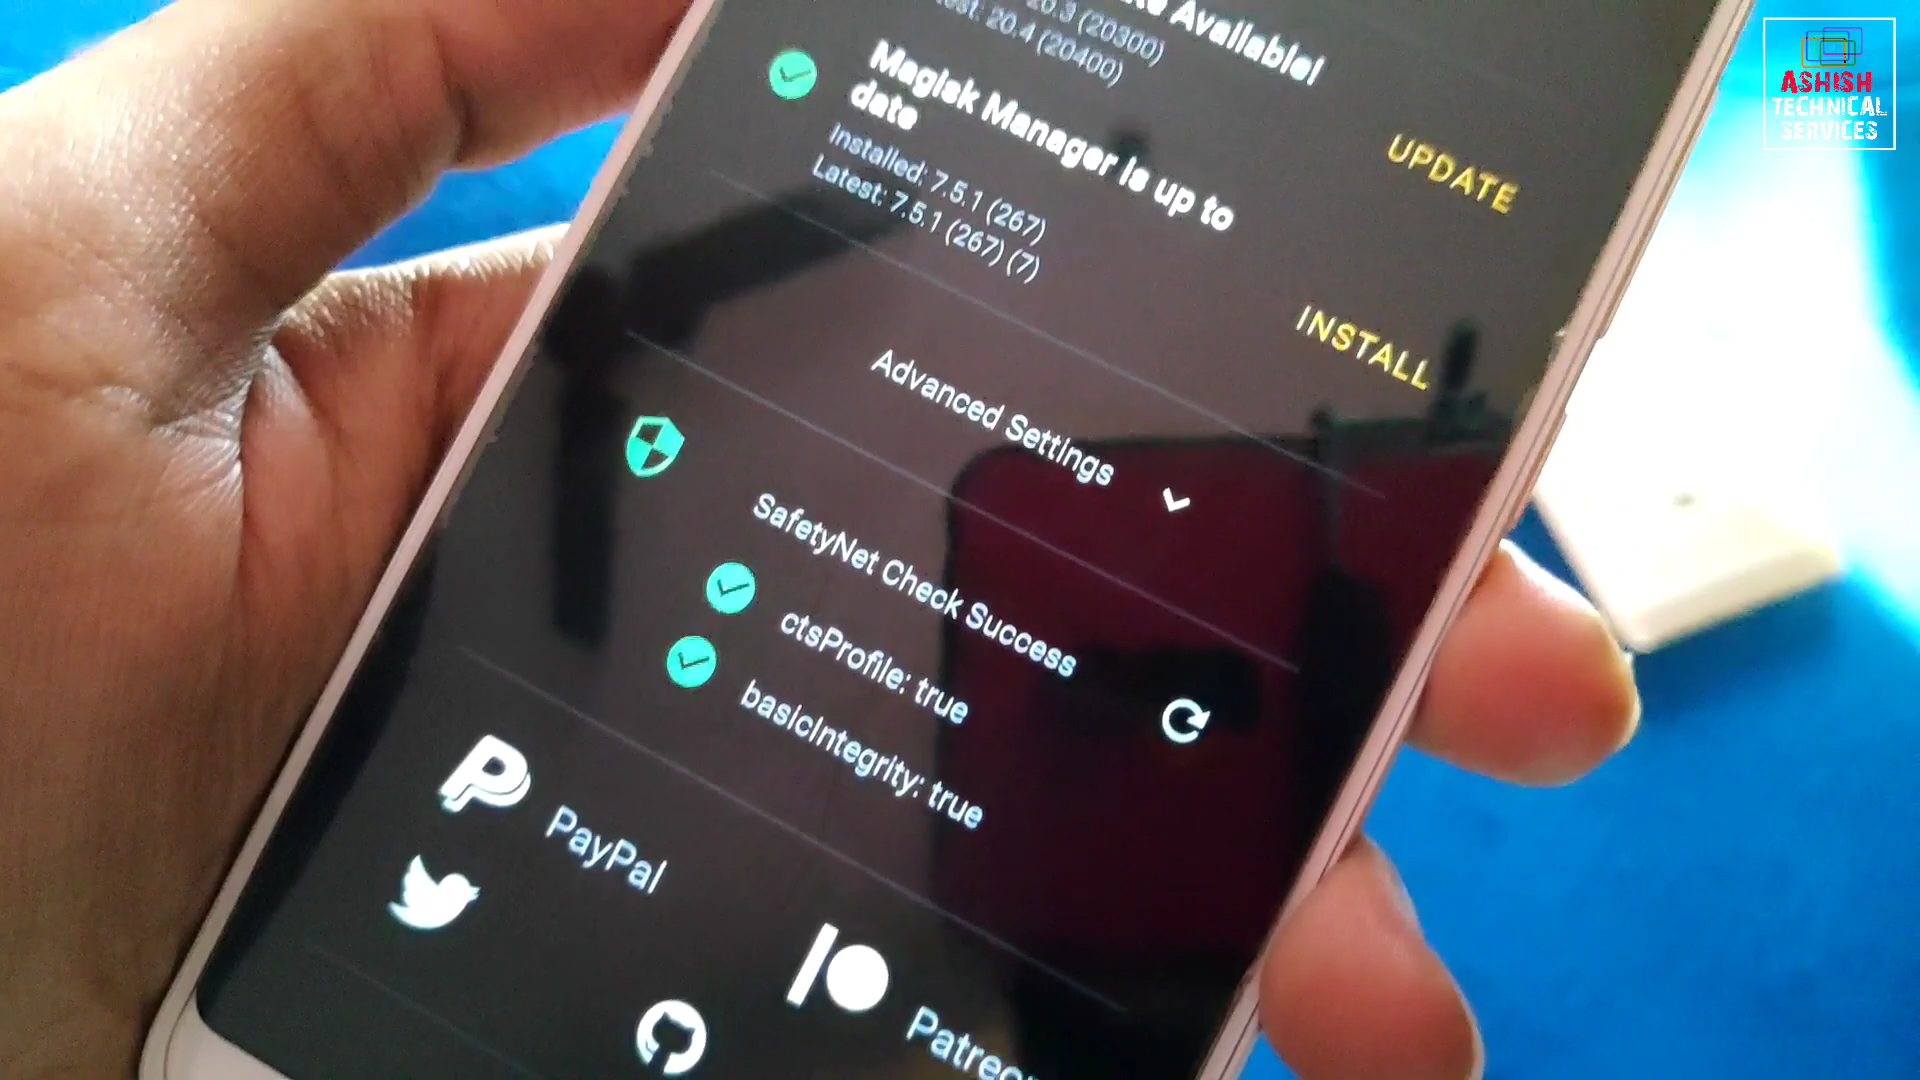 Available!
20.3 (20300)
20.4 (20400)
Magisk Manager is up to
date
Installed: 7.5.1 (267)
Latest: 7.5.1 (267) (7)
UPDATE
INSTALL
Advanced Settings
SafetyNet Check Success
ctsProfile: true
basicIntegrity: true
PayPal
ASHISH
TECHNICAL
SERVICES